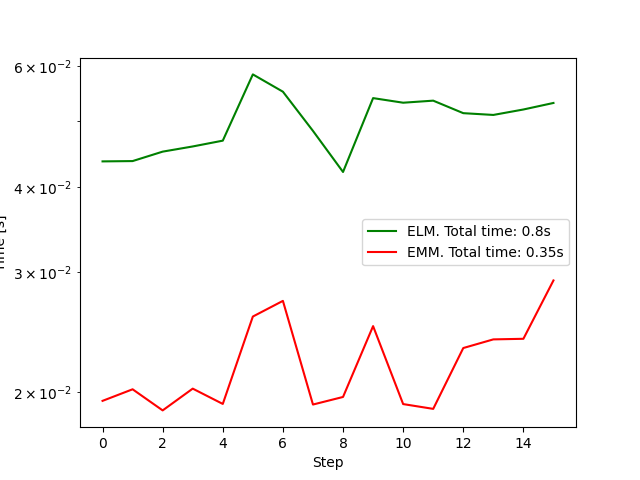 6 × 10⁻²
4 × 10⁻²
3 × 10⁻²
2 × 10⁻²
Time [s]
ELM. Total time: 0.8s
EMM. Total time: 0.35s
0 2 4 6 8 10 12 14
Step